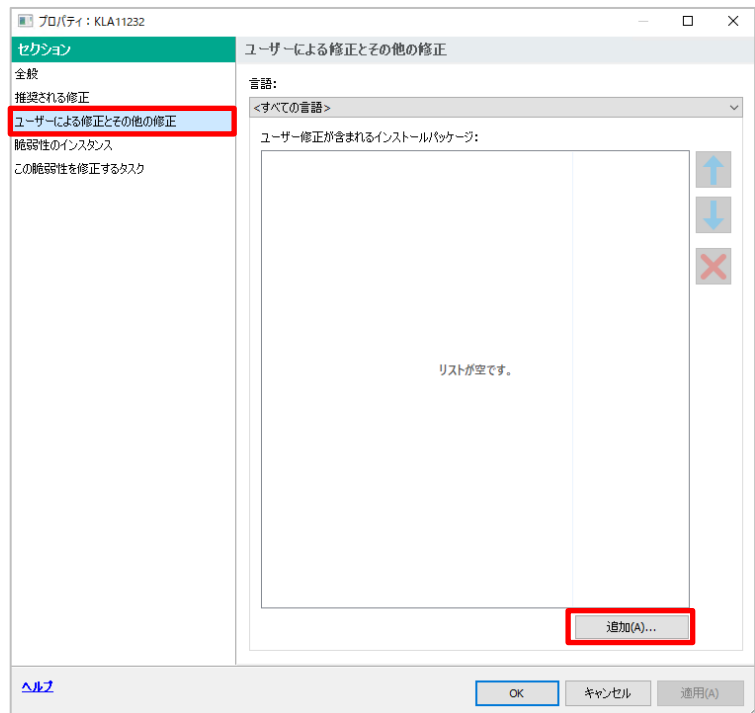 プロパティ：KLA11232
セクション
全般
推奨される修正
ユーザーによる修正とその他の修正
脆弱性のインスタンス
この脆弱性を修正するタスク
ユーザーによる修正とその他の修正
言語:
<すべての言語>
ユーザー修正が含まれるインストールパッケージ:
リストが空です。
追加(A)...
ヘルプ
OK
キャンセル
適用(A)